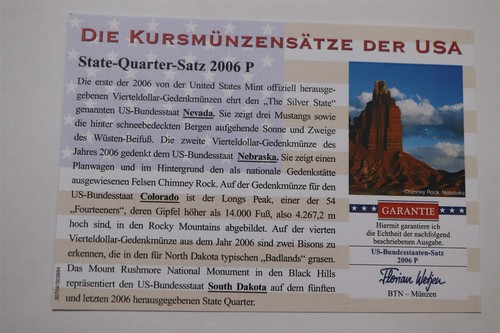 DIE KURSMÜNZENSÄTZE DER USA
State-Quarter-Satz 2006 P
Die erste der 2006 von der United States Mint offiziell herausge-
gebenen Vierteldollar-Gedenkmünzen ehrt den „The Silver State"
genannten US-Bundesstaat Nevada. Sie zeigt drei Mustangs sowie
die hinter schneebedeckten Bergen aufgehende Sonne und Zweige
des Wüsten-Beifuß. Die zweite Vierteldollar-Gedenkmünze des
Jahres 2006 gedenkt dem US-Bundesstaat Nebraska. Sie zeigt einen
Planwagen und im Hintergrund den als nationale Gedenkstätte
ausgewiesenen Felsen Chimney Rock. Auf der Gedenkmünze für den
US-Bundesstaat Colorado ist der Longs Peak, einer der 54
„Fourteeners", deren Gipfel höher als 14.000 Fuß, also 4.267,2 m
hoch sind, in den Rocky Mountains abgebildet. Auf der vierten
Vierteldollar-Gedenkmünze aus dem Jahr 2006 sind zwei Bisons zu
erkennen, die in den für North Dakota typischen „Badlands" grasen.
Das Mount Rushmore National Monument in den Black Hills
repräsentiert den US-Bundessstaat South Dakota auf dem fünften
und letzten 2006 herausgegebenen State Quarter.
Chimney Rock, Nebraska
GARANTIE
Hiermit garantiere ich
die Echtheit der nachfolgend
beschriebenen Ausgabe.
US-Bundesstaaten-Satz
2006 P
BTN – Münzen